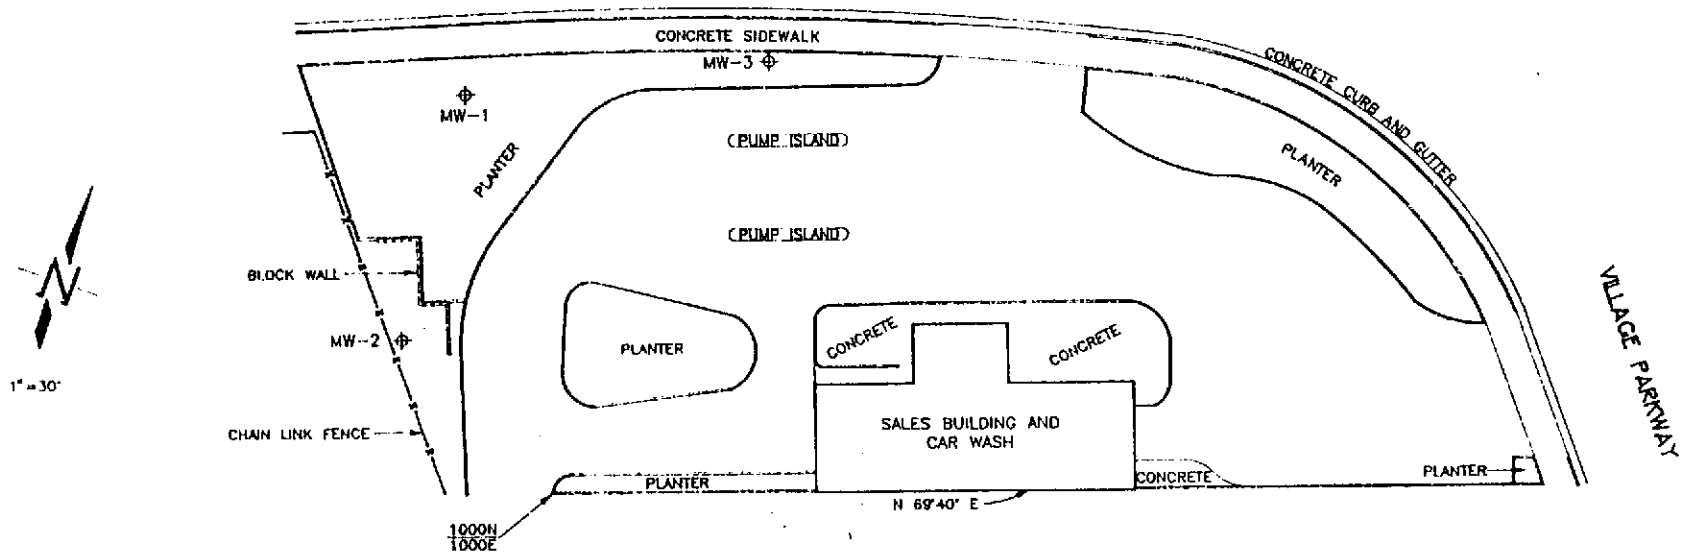 CONCRETE SIDEWALK
MW-3
CONCRETE CURB AND GUTTER
MW-1
PLANTER
(PUMP ISLAND)
PLANTER
(PUMP ISLAND)
N
BLOCK WALL
VILLAGE PARKWAY
MW-2
PLANTER
CONCRETE
CONCRETE
1"=30'
CHAIN LINK FENCE
SALES BUILDING AND
CAR WASH
PLANTER
CONCRETE
PLANTER
N 69°40' E
1000N
1000E